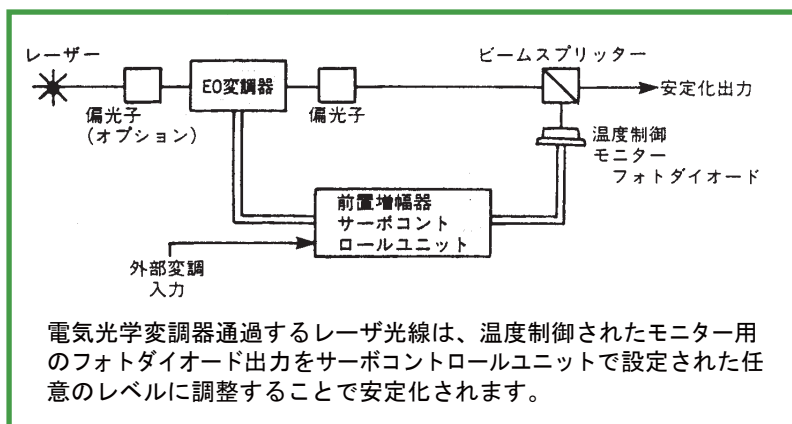 レーザー
ビームスプリッター
EO変調器
安定化出力
偏光子
(オプション)
偏光子
温度制御
モニター
フォトダイオード
前置増幅器
サーボコント
ロールユニット
外部変調
入力
電気光学変調器通過するレーザ光線は、温度制御されたモニター用
のフォトダイオード出力をサーボコントロールユニットで設定された任
意のレベルに調整することで安定化されます。